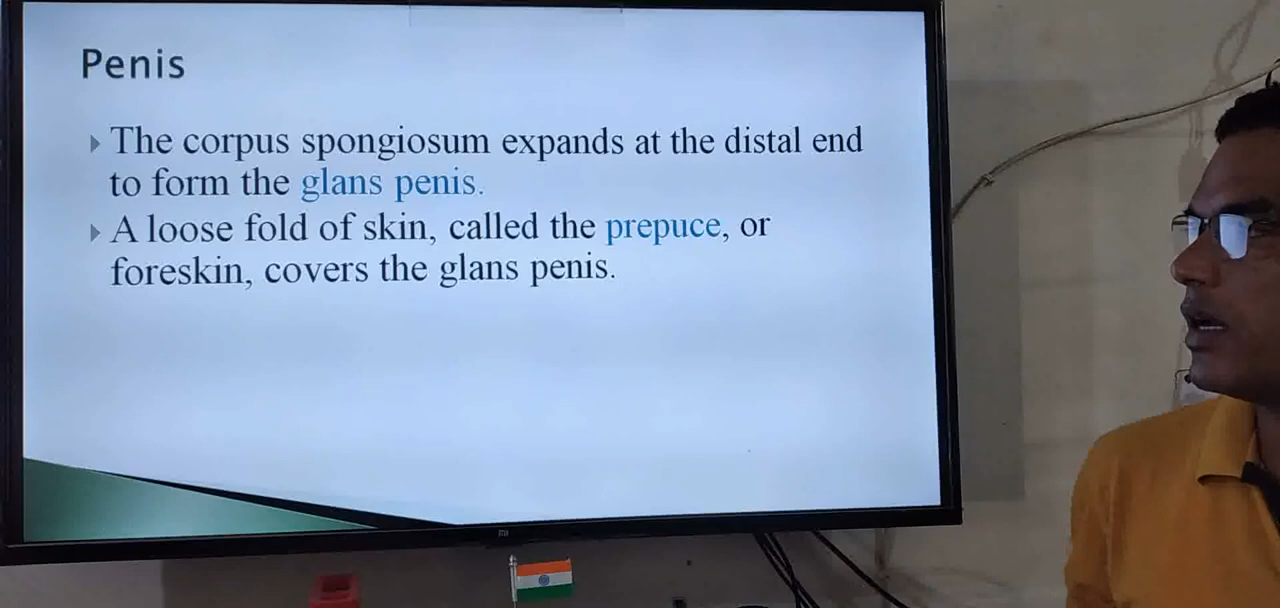 Penis
The corpus spongiosum expands at the distal end
to form the glans penis.
A loose fold of skin, called the prepuce, or
foreskin, covers the glans penis.
mi